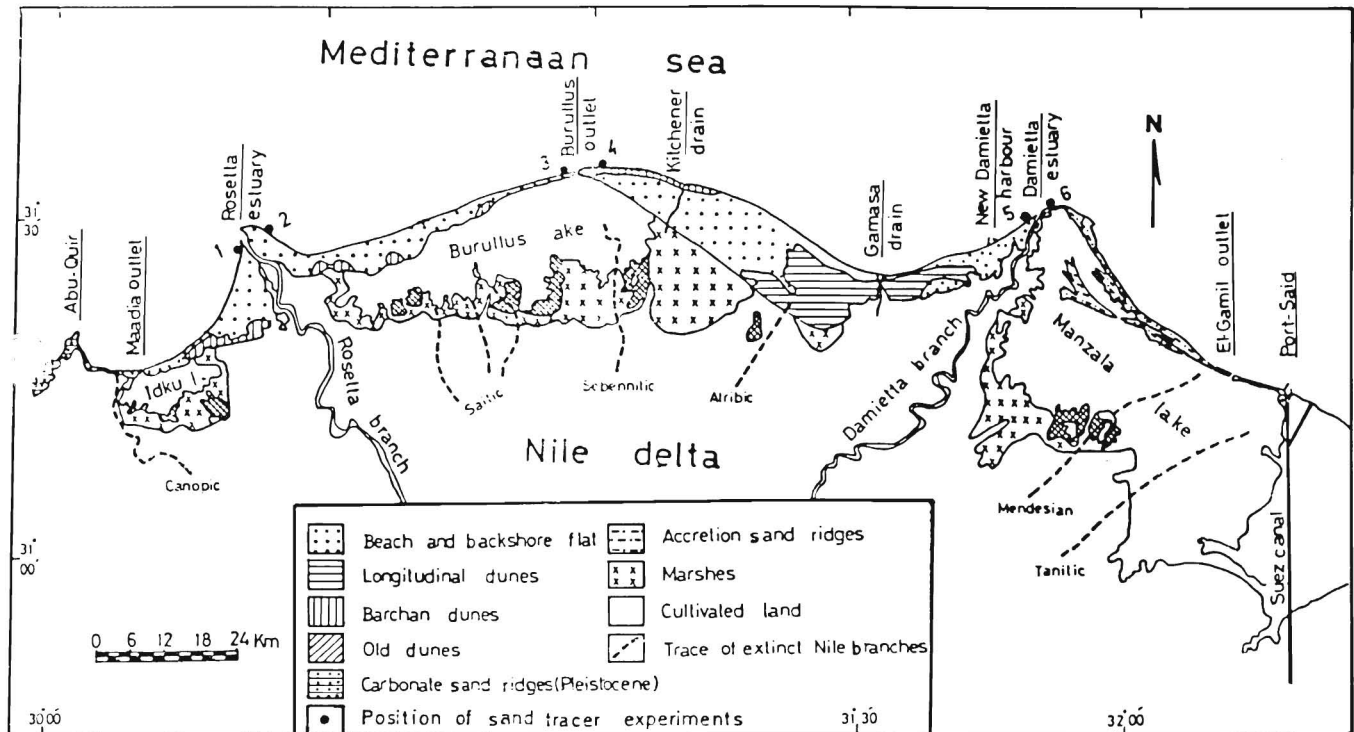 Mediterranaan sea
Burullus
outlet
Kilchener
drain
New Damietta
harbour
Damietta
estuary
N
Rosetta
estuary
3
4
5
6
2
1
31
30
Abu-Quir
Maadia outlet
Burullus ake
Gamasa
drain
El Gamil outlet
Port-Said
Idku l
Rosetta
branch
Saitic
Sebennitic
Atribic
Damietta branch
Manzala
lake
Canopic
Nile delta
Mendesian
Tanitic
Suez canal
31
00
Beach and backshore flat
Longitudinal dunes
Barchan dunes
Old dunes
Carbonate sand ridges(Pleistocene)
Position of sand tracer experiments
Accretion sand ridges
Marshes
Cultivaled land
Trace of extinct Nile branches
0 6 12 18 24 Km
30 00
31 30
32 00